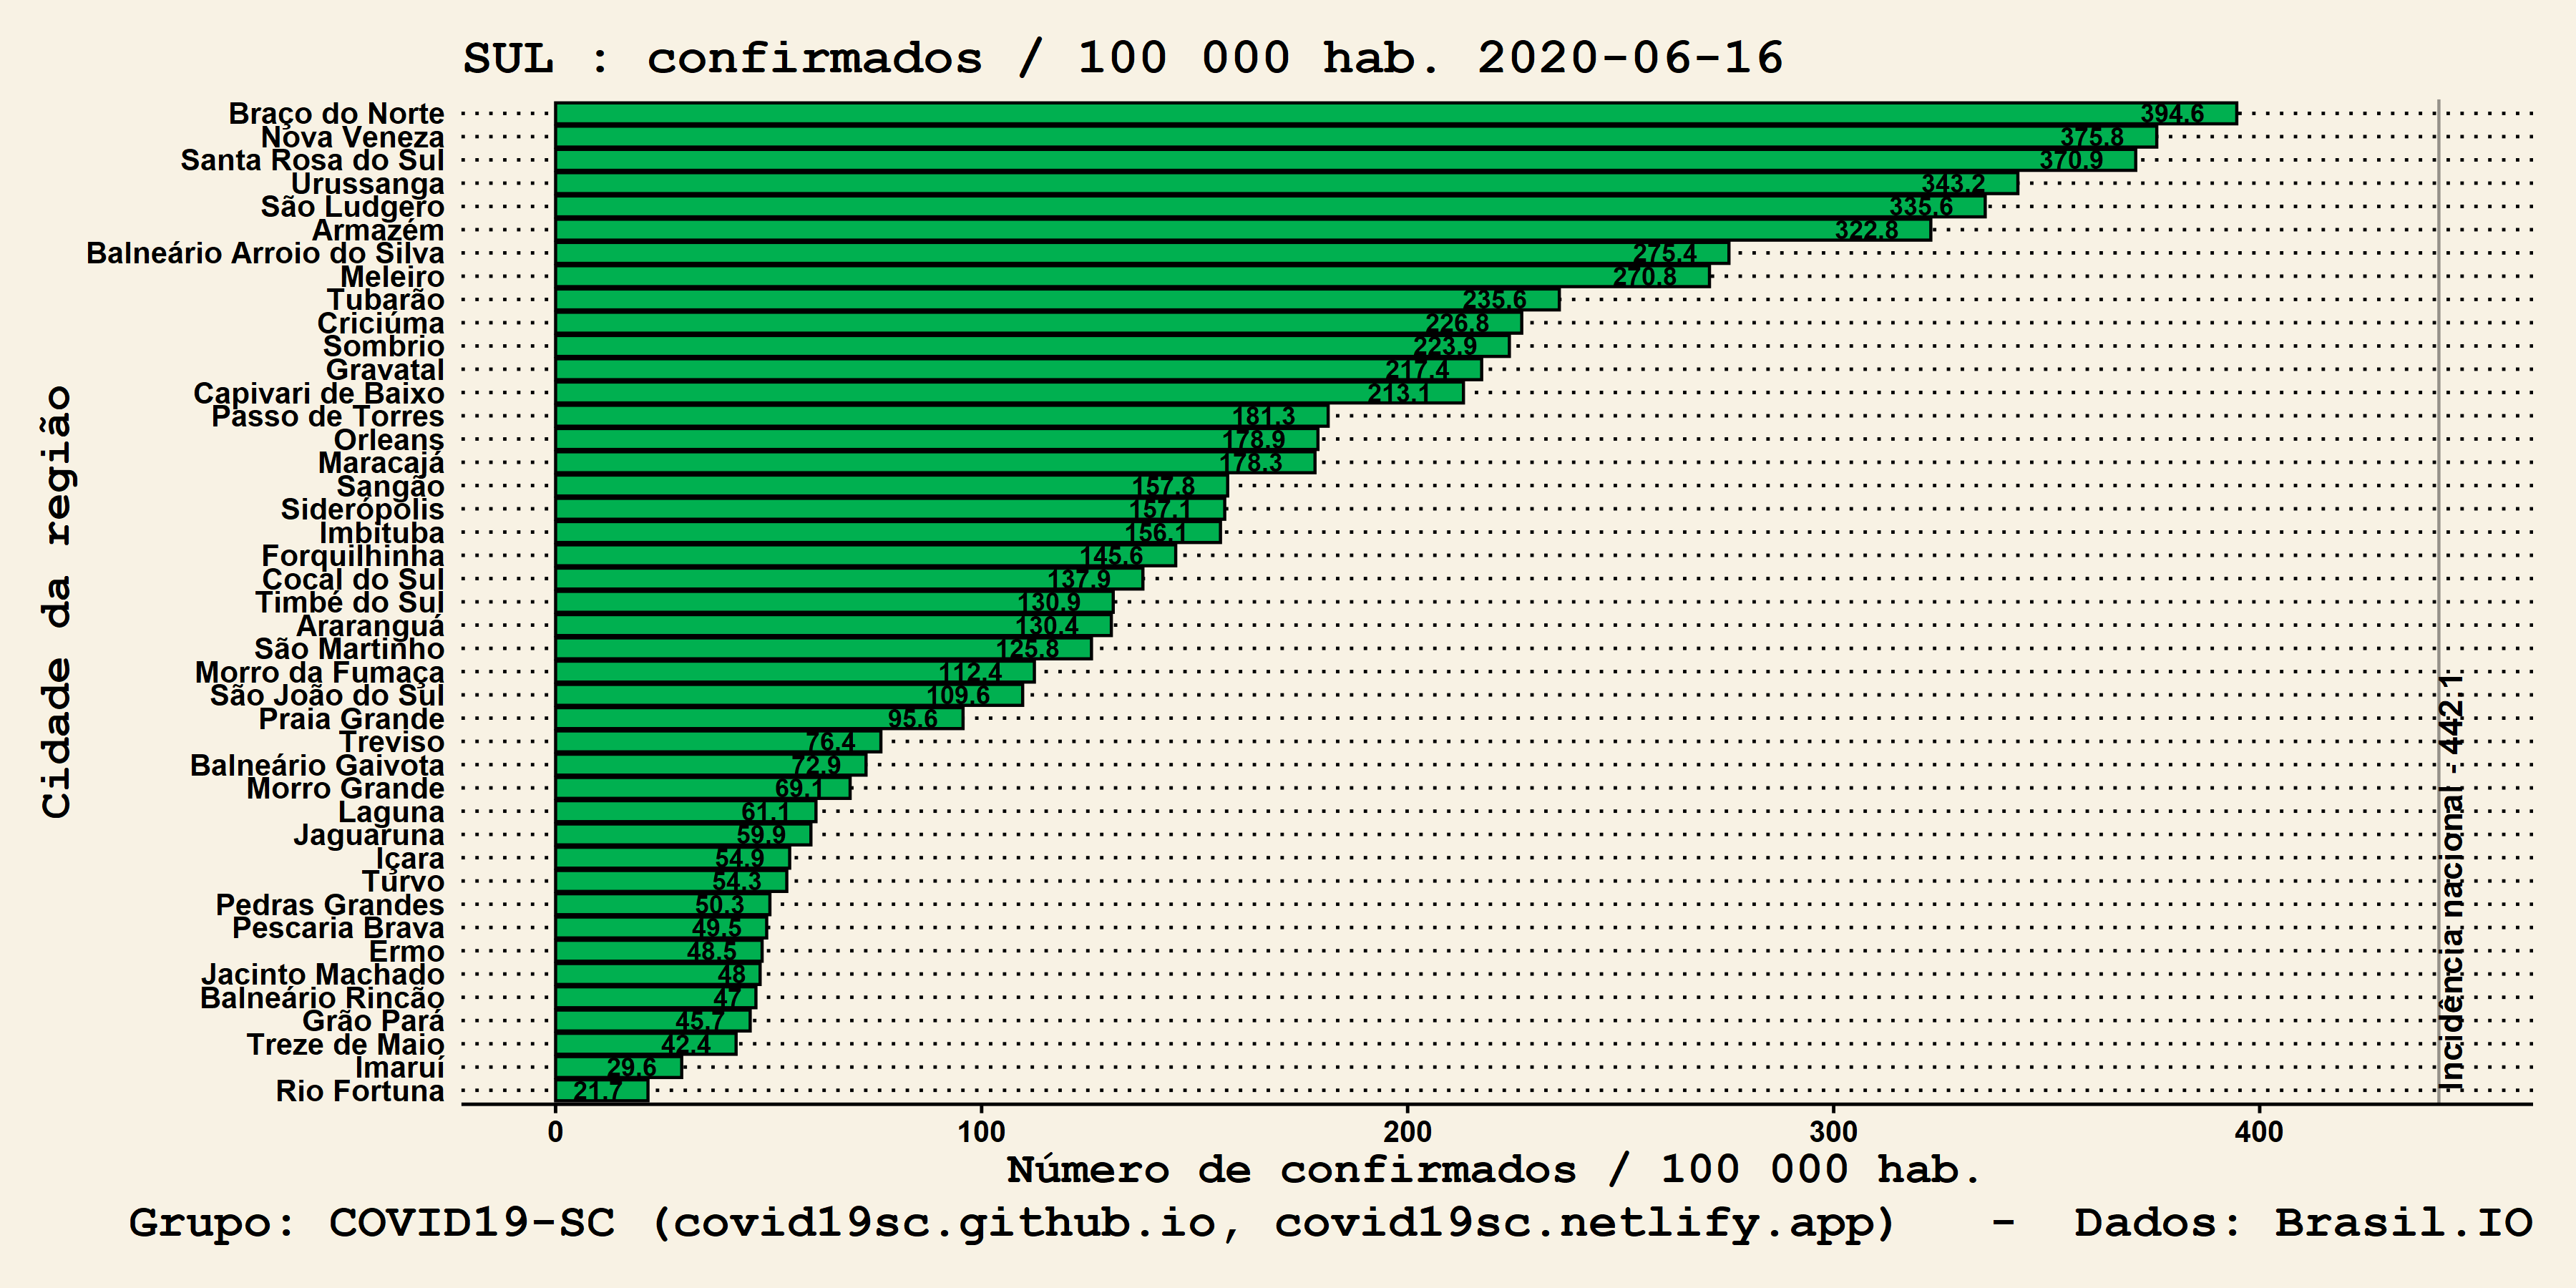 SUL : confirmados / 100 000 hab. 2020-06-16
Cidade da região
Braço do Norte 394.6
Nova Veneza 375.8
Santa Rosa do Sul 370.9
Urussanga 343.2
São Ludgero 335.6
Armazém 322.8
Balneário Arroio do Silva 275.4
Meleiro 270.8
Tubarão 235.6
Criciúma 226.8
Sombrio 223.9
Gravatal 217.4
Capivari de Baixo 213.1
Passo de Torres 181.3
Orleans 178.9
Maracajá 178.3
Sangão 157.8
Siderópolis 157.1
Imbituba 156.1
Forquilhinha 145.6
Cocal do Sul 137.9
Timbé do Sul 130.9
Araranguá 130.4
São Martinho 125.8
Morro da Fumaça 112.4
São João do Sul 109.6
Praia Grande 95.6
Treviso 76.4
Balneário Gaivota 72.9
Morro Grande 69.1
Laguna 61.1
Jaguaruna 59.9
Içara 54.9
Turvo 54.3
Pedras Grandes 50.3
Pescaria Brava 49.5
Ermo 48.5
Jacinto Machado 48
Balneário Rincão 47
Grão Pará 45.7
Treze de Maio 42.4
Imaruí 29.6
Rio Fortuna 21.7
Incidência nacional - 442.1
0 100 200 300 400
Número de confirmados / 100 000 hab.
Grupo: COVID19-SC (covid19sc.github.io, covid19sc.netlify.app) - Dados: Brasil.IO